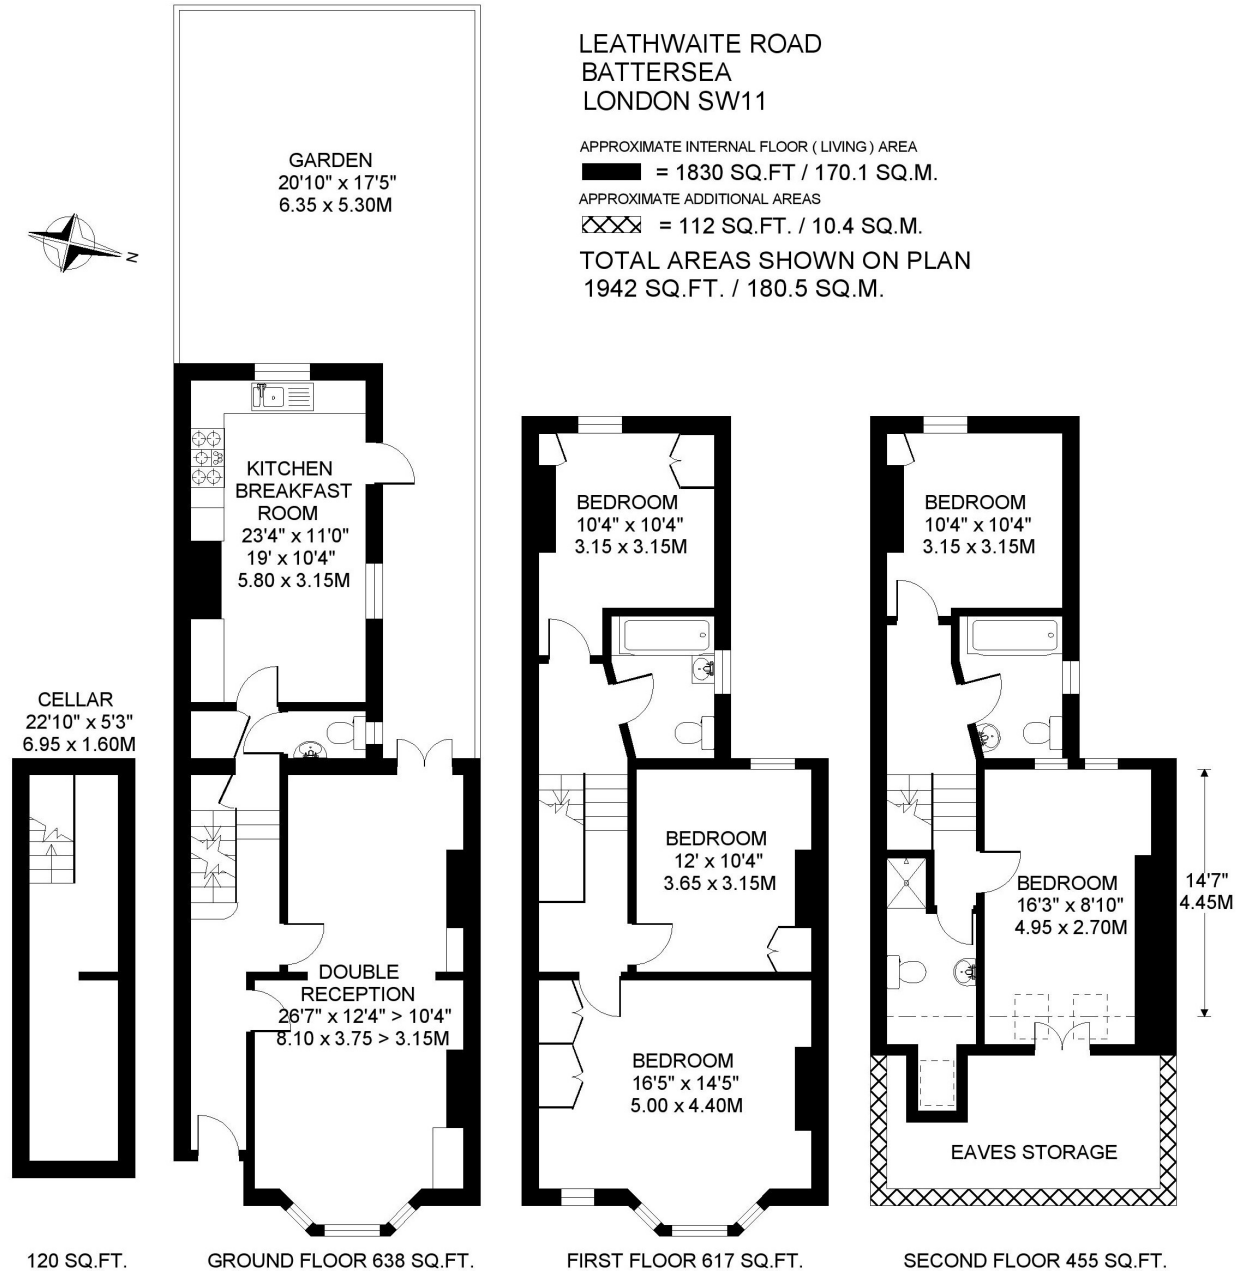 LEATHWAITE ROAD
BATTERSEA
LONDON SW11
APPROXIMATE INTERNAL FLOOR ( LIVING ) AREA
= 1830 SQ.FT / 170.1 SQ.M.
APPROXIMATE ADDITIONAL AREAS
= 112 SQ.FT. / 10.4 SQ.M.
TOTAL AREAS SHOWN ON PLAN
1942 SQ.FT. / 180.5 SQ.M.
GARDEN
20'10" x 17'5"
6.35 x 5.30M
N
KITCHEN
BREAKFAST
ROOM
23'4" x 11'0"
19' x 10'4"
5.80 x 3.15M
CELLAR
22'10" x 5'3"
6.95 x 1.60M
DOUBLE
RECEPTION
26'7" x 12'4" > 10'4"
8.10 x 3.75 > 3.15M
BEDROOM
10'4" x 10'4"
3.15 x 3.15M
BEDROOM
12' x 10'4"
3.65 x 3.15M
BEDROOM
16'5" x 14'5"
5.00 x 4.40M
BEDROOM
10'4" x 10'4"
3.15 x 3.15M
BEDROOM
16'3" x 8'10"
4.95 x 2.70M
14'7"
4.45M
EAVES STORAGE
120 SQ.FT.
GROUND FLOOR 638 SQ.FT.
FIRST FLOOR 617 SQ.FT.
SECOND FLOOR 455 SQ.FT.